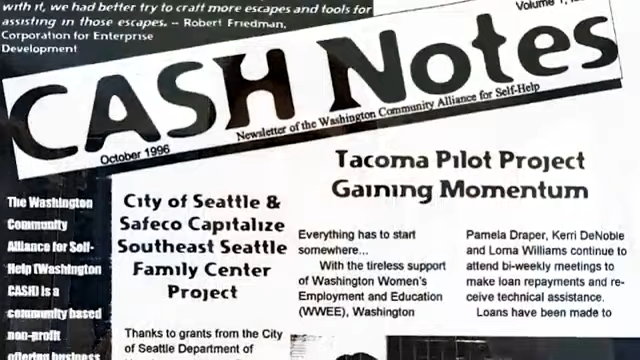 with it, we had better try to craft more escapes and tools for
assisting in those escapes. -- Robert Friedman,
Corporation for Enterprise
Development
Volume 1,
CASH Notes
Newsletter of the Washington Community Alliance for Self-Help
October 1996
The Washington
Community
Alliance for Self-
Help (Washington
CASH) is a
community based
non-profit
offering business
City of Seattle &
Safeco Capitalize
Southeast Seattle
Family Center
Project
Thanks to grants from the City
of Seattle Department of
Tacoma Pilot Project
Gaining Momentum
Everything has to start
somewhere...
With the tireless support
of Washington Women's
Employment and Education
(WWEE), Washington
Pamela Draper, Kerri DeNoble
and Lorna Williams continue to
attend bi-weekly meetings to
make loan repayments and re-
ceive technical assistance.
Loans have been made to